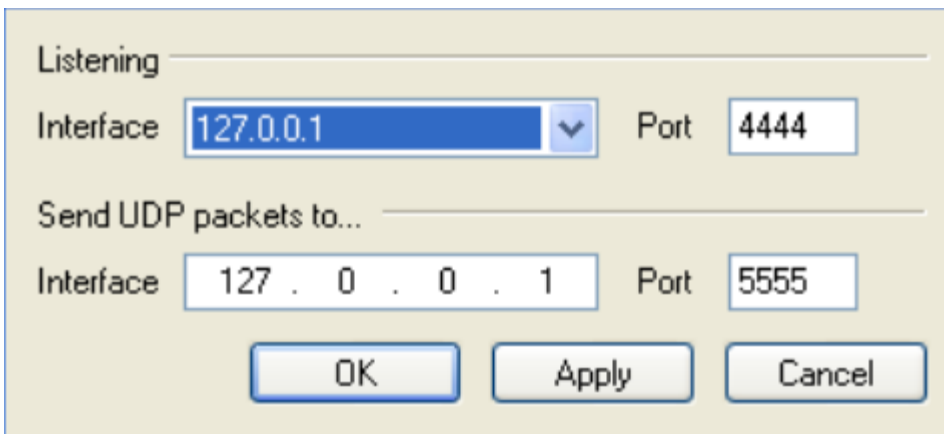 Listening
Interface 127.0.0.1 Port 4444
Send UDP packets to...
Interface 127 . 0 . 0 . 1 Port 5555
OK Apply Cancel